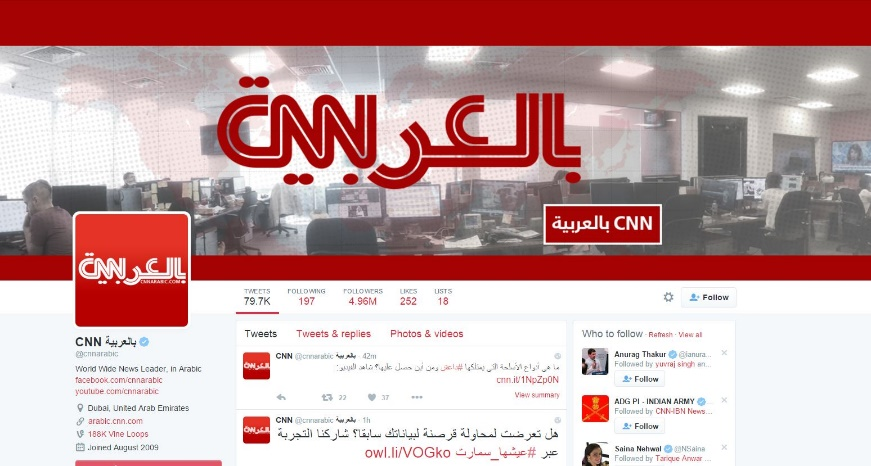 بالعربية
CNN بالعربية
بالعربية
CNNARABIC.COM
TWEETS
79.7K
FOLLOWING
197
FOLLOWERS
4.96M
LIKES
252
LISTS
18
Follow
CNN بالعربية
@cnnarabic
World Wide News Leader, in Arabic
facebook.com/cnnarabic
youtube.com/cnnarabic
Dubai, United Arab Emirates
arabic.cnn.com
188K Vine Loops
Joined August 2009
Tweets Tweets & replies Photos & videos
CNN بالعربية @cnnarabic · 42m
ما هي أنواع الأسلحة التي يمتلكها #داعش ومن أين حصل عليها؟ شاهد الفيديو:
cnn.it/1NpZp0N
22 37
View summary
CNN بالعربية @cnnarabic · 1h
هل تعرضت لمحاولة قرصنة لبياناتك سابقا؟ شاركنا التجربة
عبر #عيشها_سمارت owl.li/VOGko
Who to follow · Refresh · View all
Anurag Thakur @ianura...
Followed by yuvraj singh an...
Follow
ADG PI - INDIAN ARMY
Followed by CNN-IBN News...
Follow
Saina Nehwal @NSaina
Followed by Tarique Anwar ...